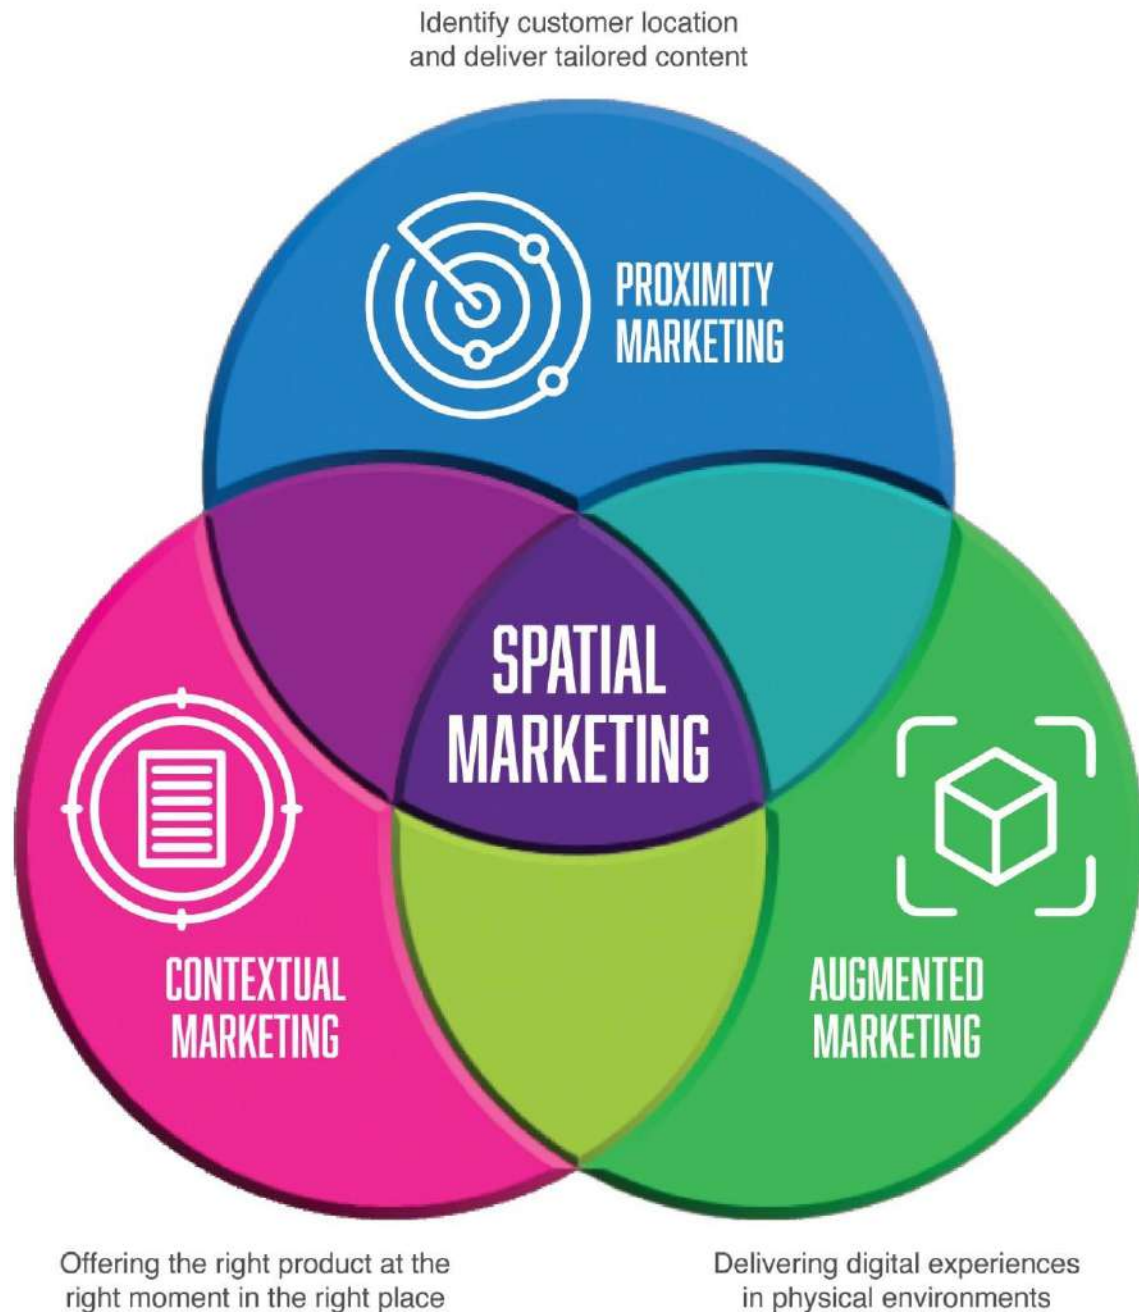 Identify customer location
and deliver tailored content
PROXIMITY
MARKETING
SPATIAL
MARKETING
CONTEXTUAL
MARKETING
AUGMENTED
MARKETING
Offering the right product at the
right moment in the right place
Delivering digital experiences
in physical environments